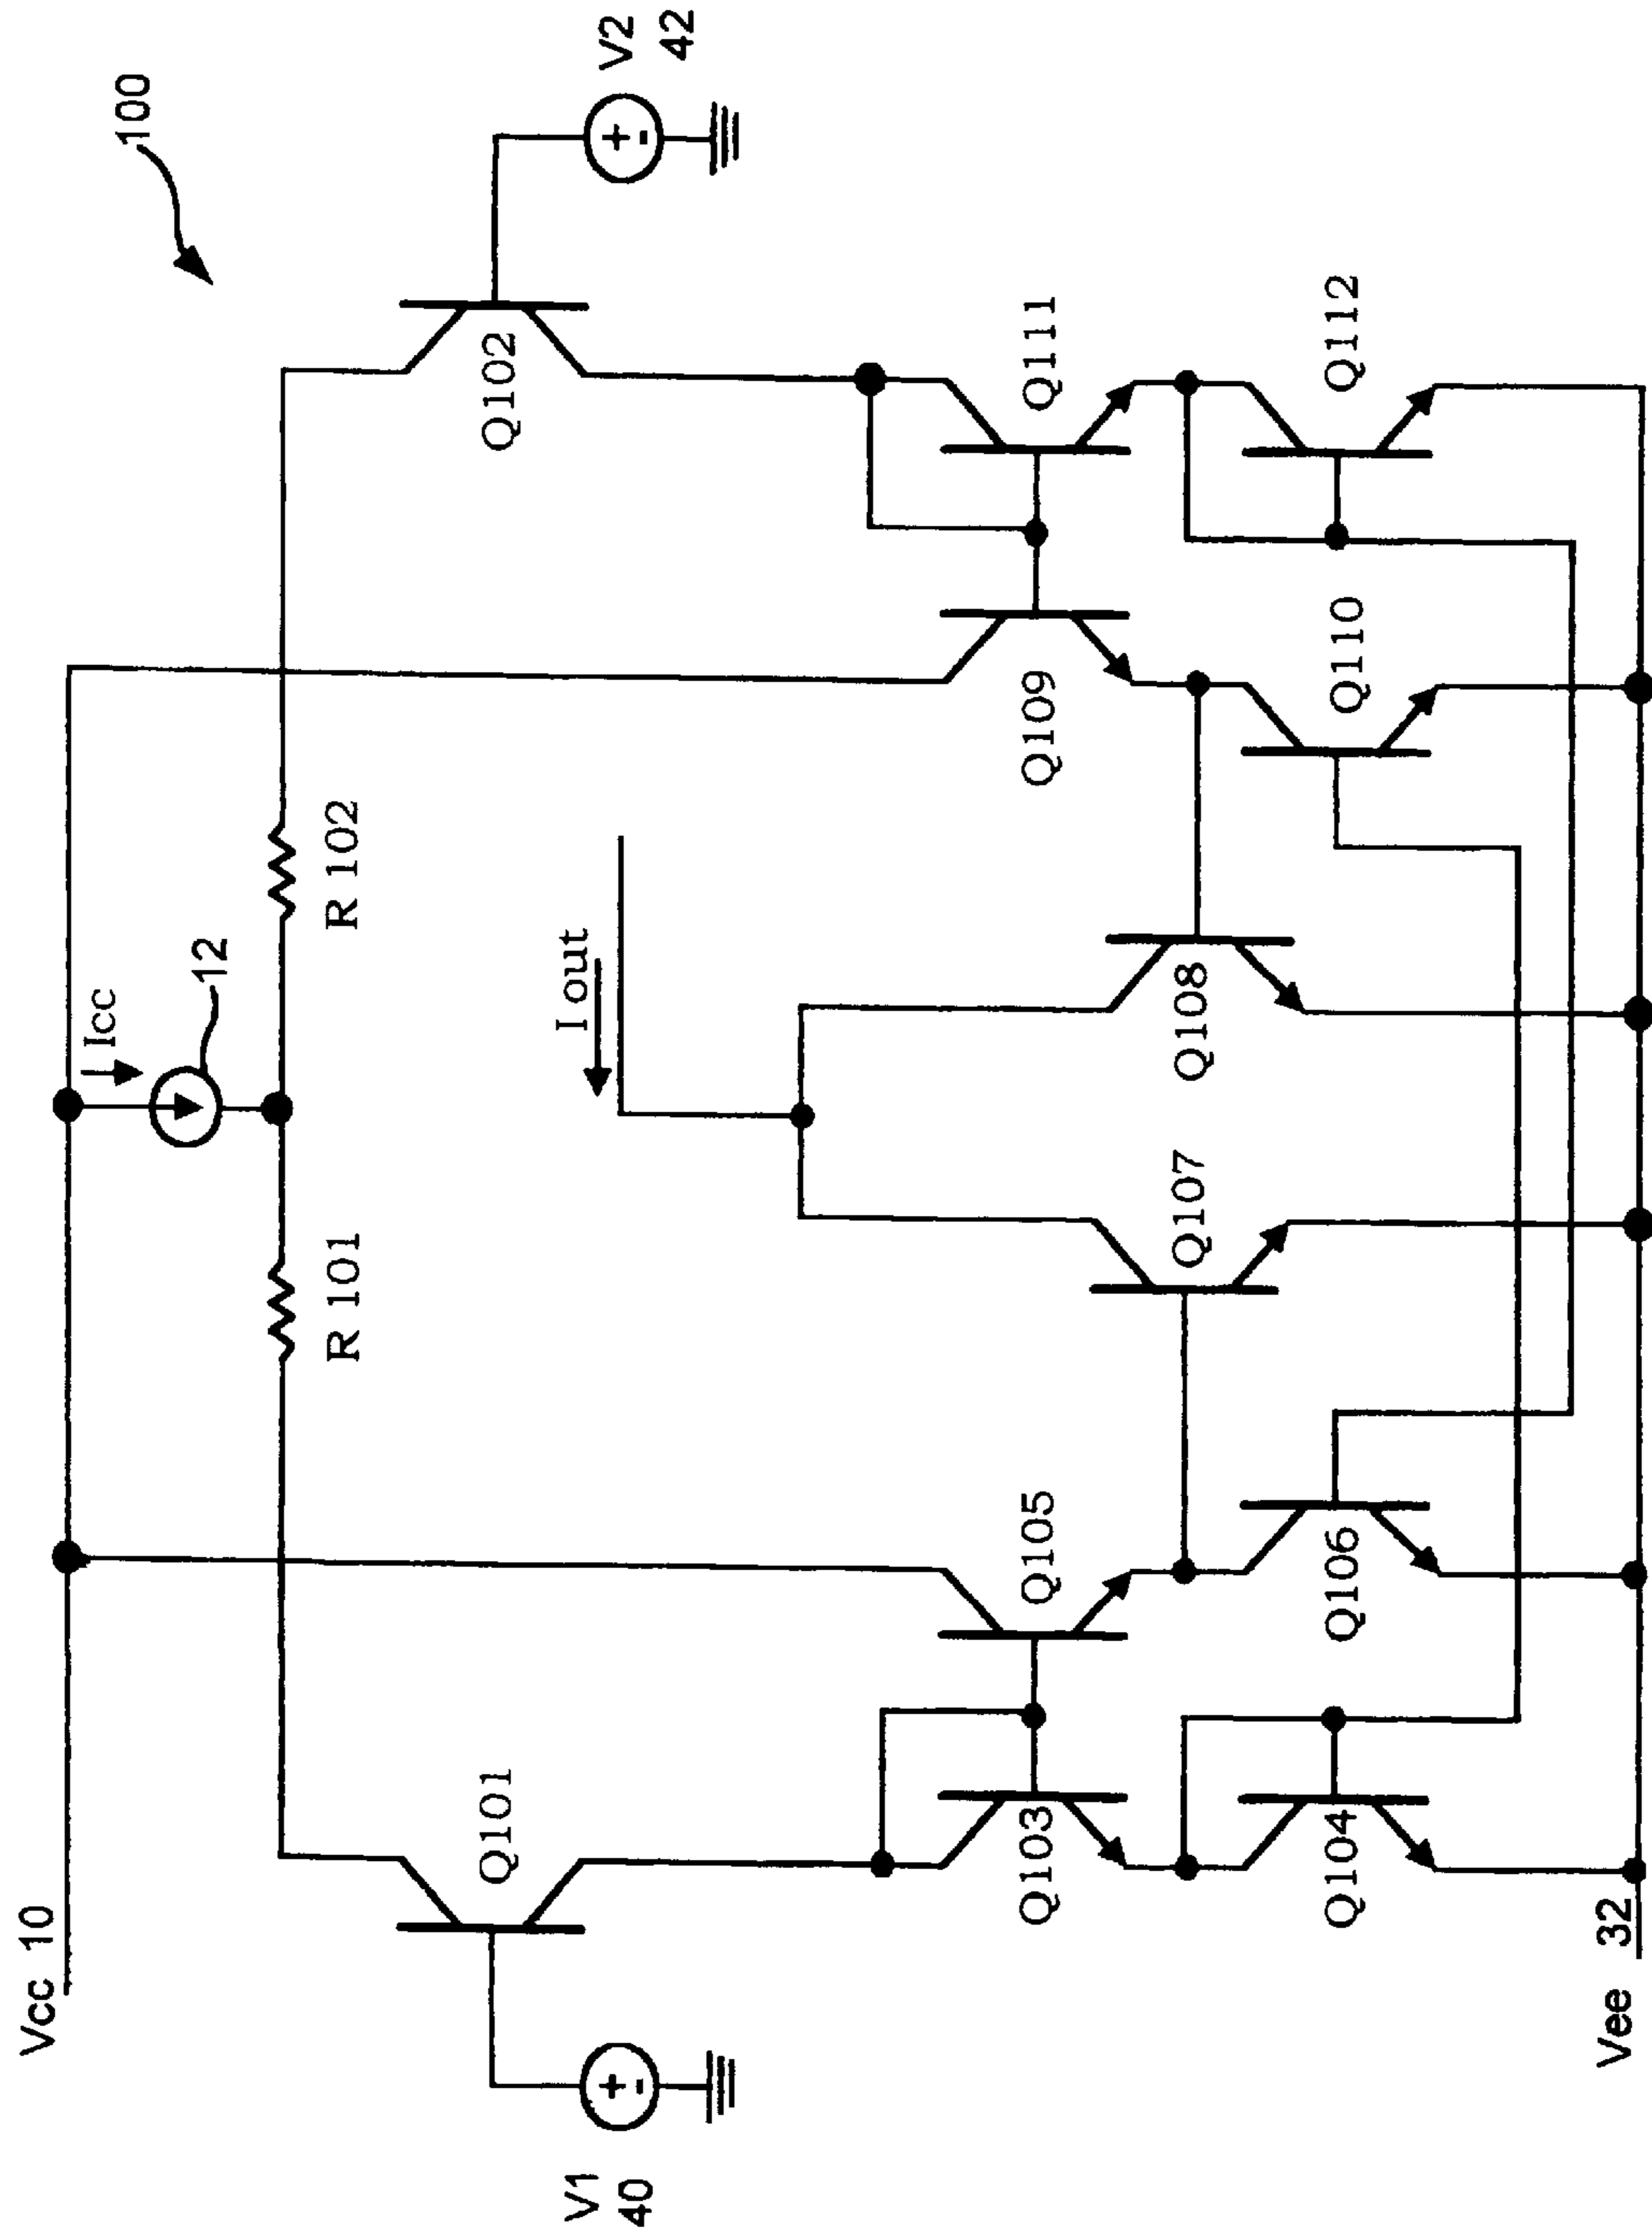 100
Vcc 10
Icc
12
R 101
R 102
V1
40
V2
42
Q101
Q102
I out
Q103
Q105
Q109
Q111
Q107
Q108
Q104
Q106
Q110
Q112
Vee 32
+
-
+
-